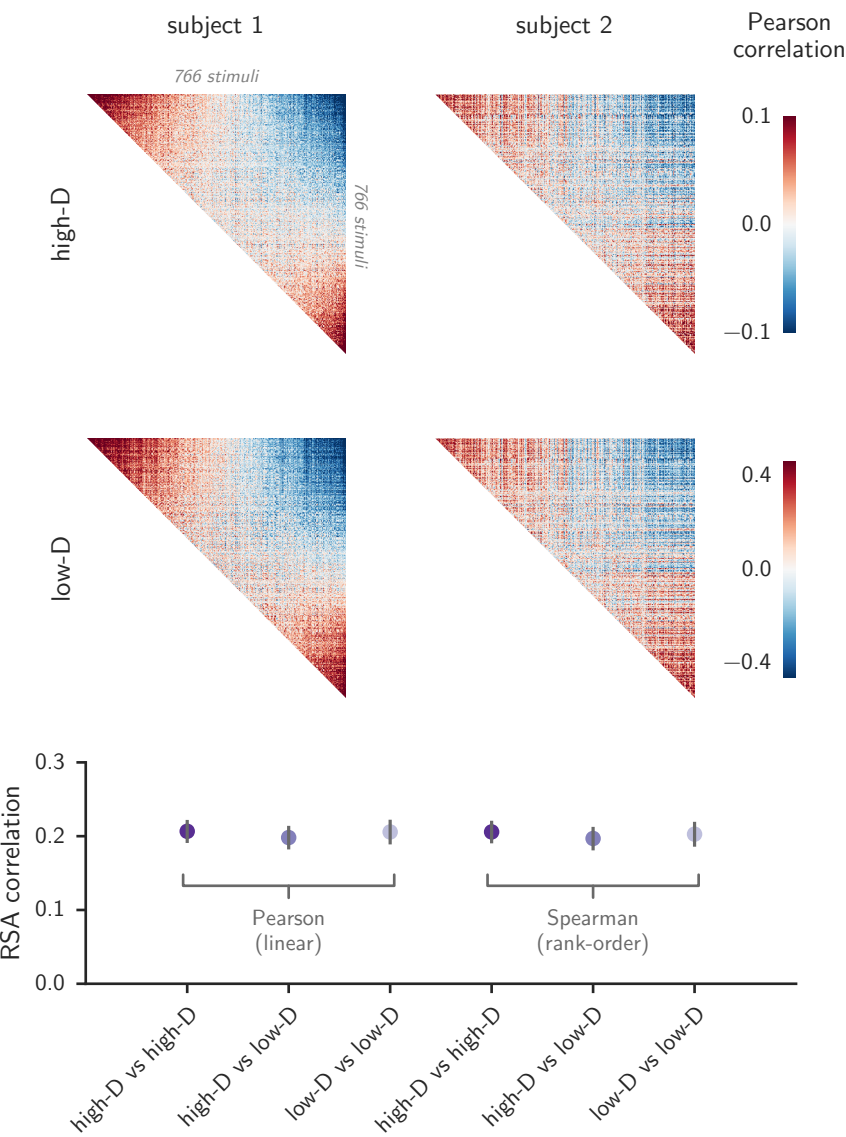 subject 1
subject 2
Pearson
correlation
766 stimuli
766 stimuli
high-D
0.1
0.0
−0.1
low-D
0.4
0.0
−0.4
RSA correlation
0.3
0.2
0.1
0.0
Pearson
(linear)
Spearman
(rank-order)
high-D vs high-D
high-D vs low-D
low-D vs low-D
high-D vs high-D
high-D vs low-D
low-D vs low-D